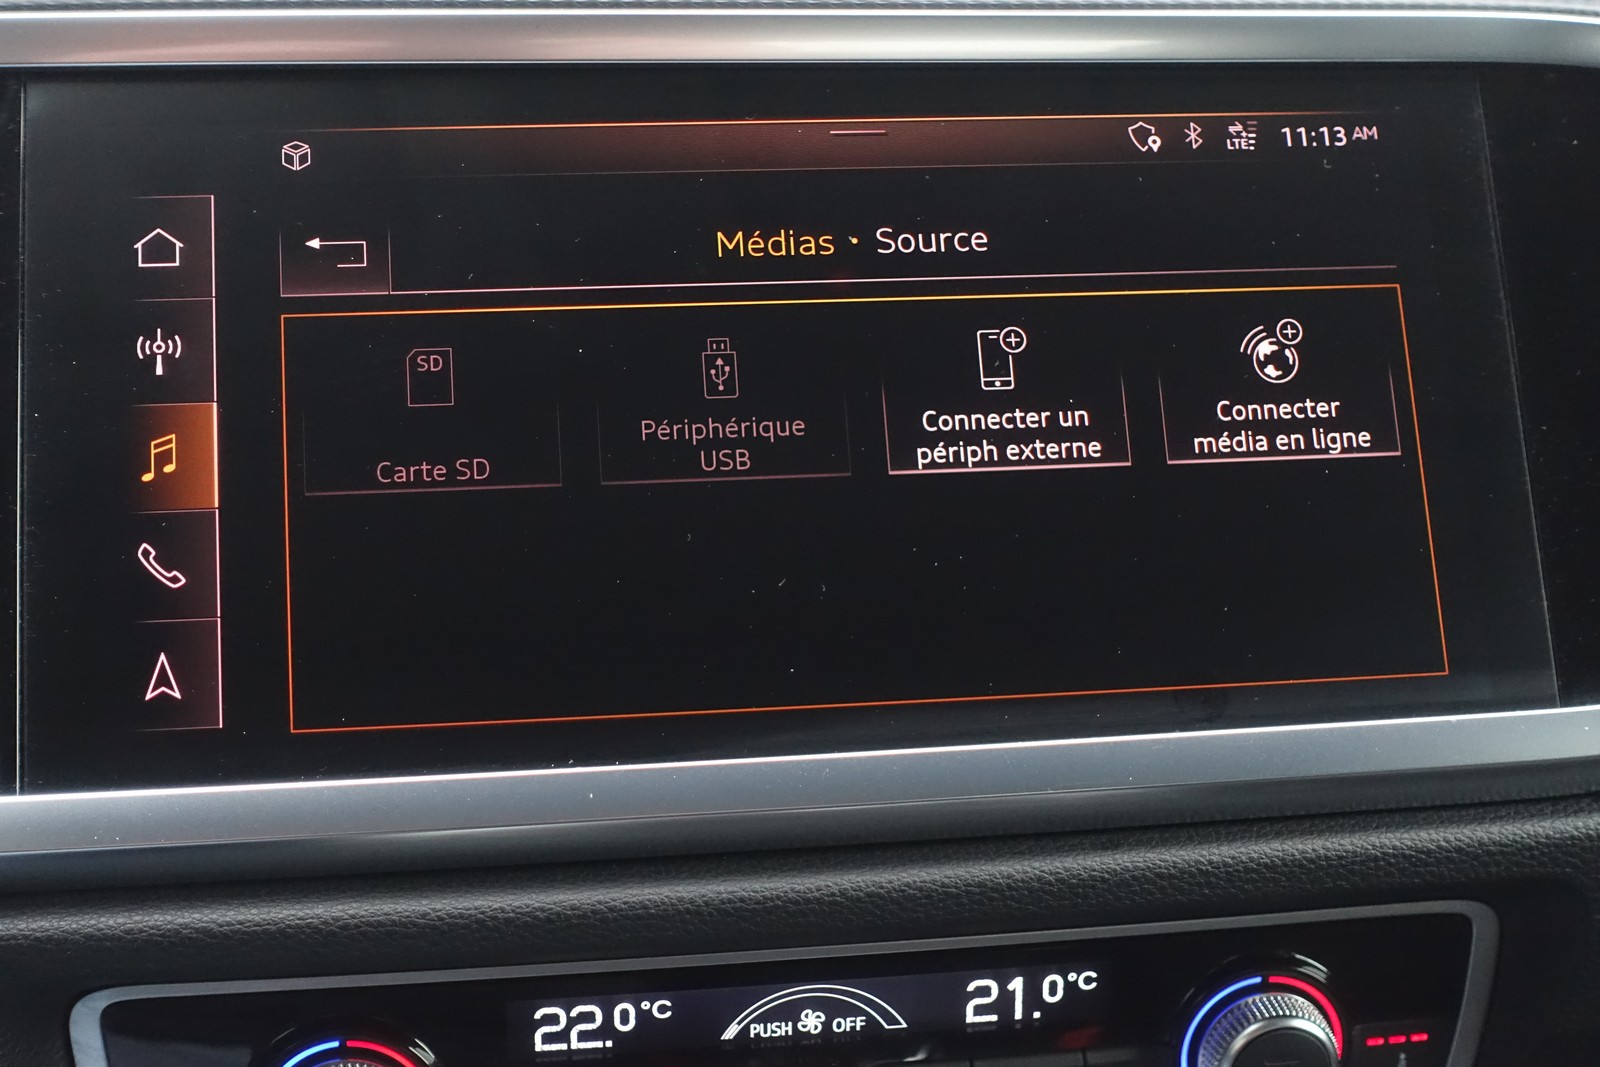 LTE
11:13 AM
Médias • Source
SD
Carte SD
Périphérique
USB
Connecter un
périph externe
Connecter
média en ligne
22.0°C
PUSH OFF
21.0°C